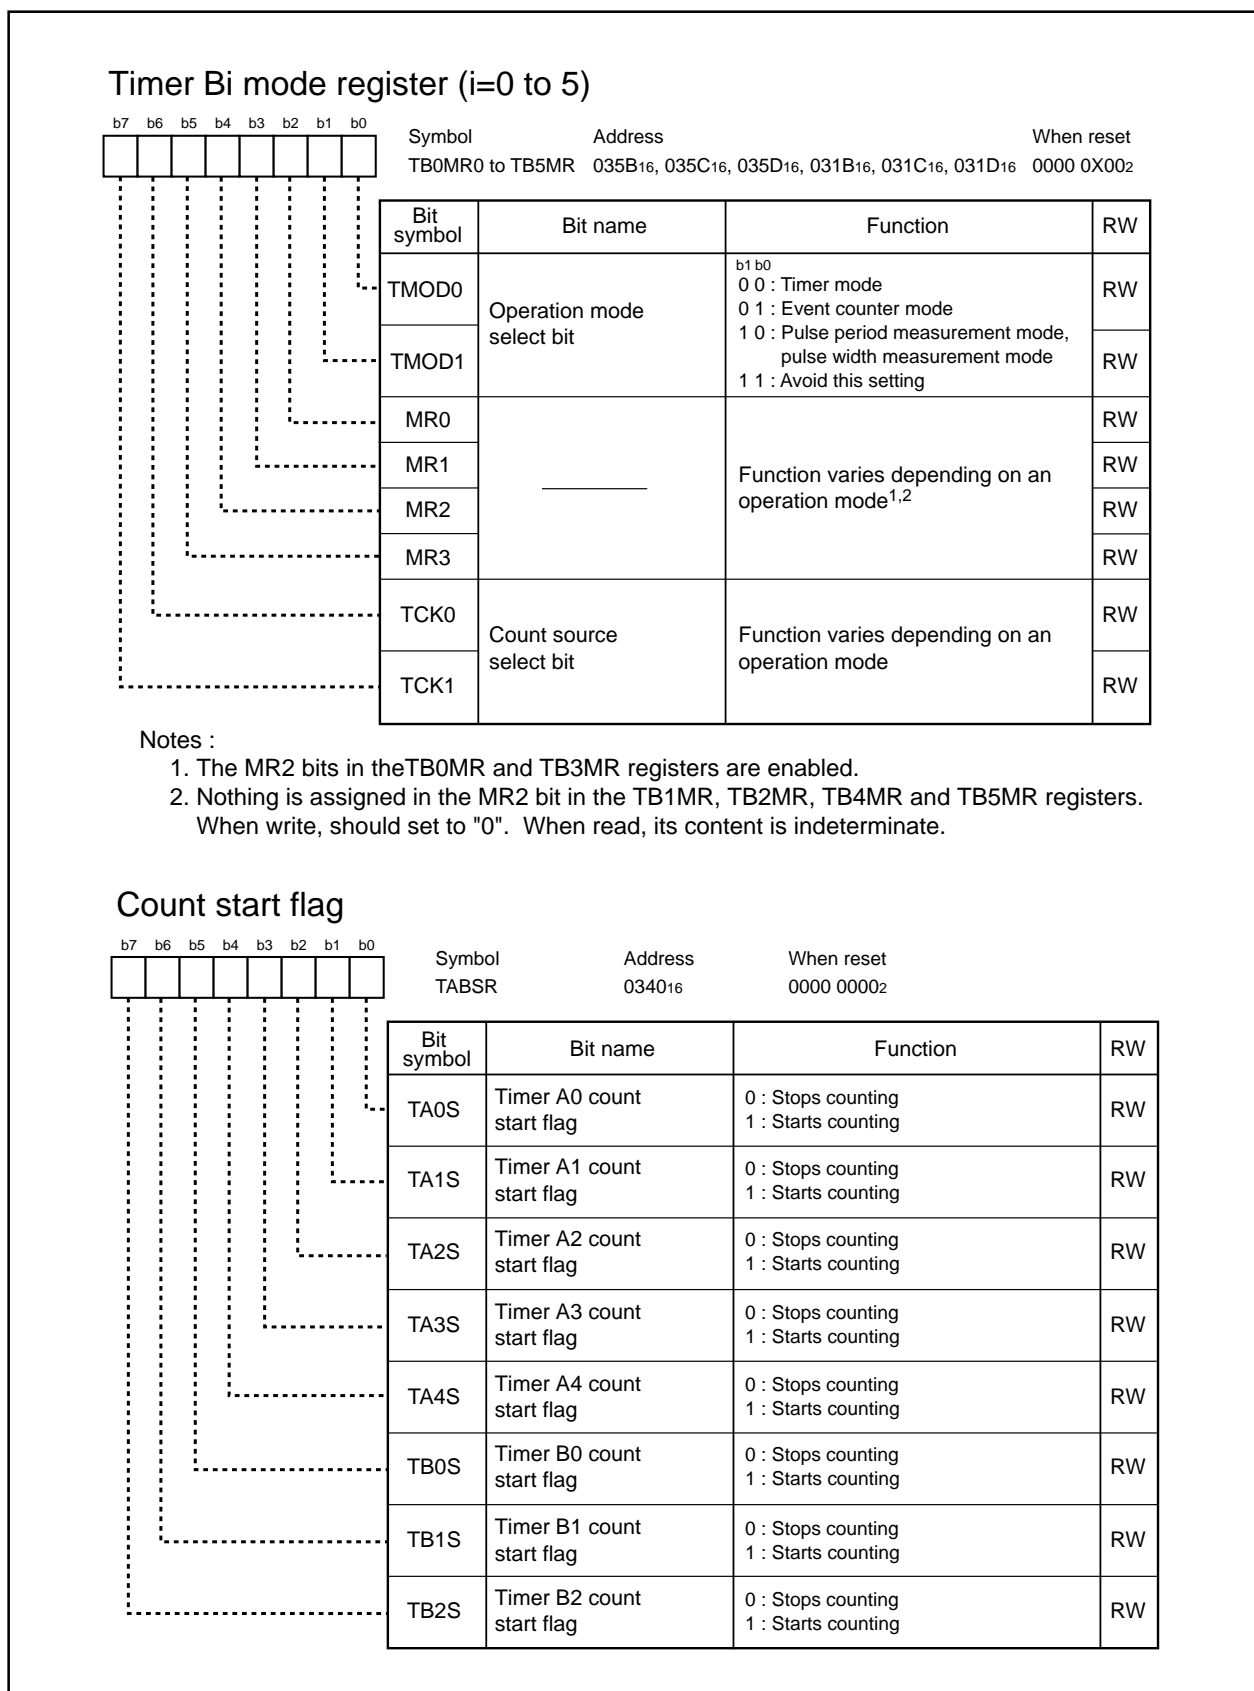 Timer Bi mode register (i=0 to 5)
b7 b6 b5 b4 b3 b2 b1 b0
Symbol Address When reset
TB0MR0 to TB5MR 035B16, 035C16, 035D16, 031B16, 031C16, 031D16 0000 0X002
Bit symbol Bit name Function RW
TMOD0 RW
TMOD1 RW
Operation mode
select bit
b1 b0
0 0 : Timer mode
0 1 : Event counter mode
1 0 : Pulse period measurement mode,
pulse width measurement mode
1 1 : Avoid this setting
MR0 RW
MR1 RW
MR2 RW
MR3 RW
Function varies depending on an
operation mode1,2
TCK0 RW
TCK1 RW
Count source
select bit
Function varies depending on an
operation mode
Notes :
1. The MR2 bits in theTB0MR and TB3MR registers are enabled.
2. Nothing is assigned in the MR2 bit in the TB1MR, TB2MR, TB4MR and TB5MR registers.
When write, should set to "0". When read, its content is indeterminate.
Count start flag
b7 b6 b5 b4 b3 b2 b1 b0
Symbol Address When reset
TABSR 034016 0000 00002
Bit symbol Bit name Function RW
TA0S Timer A0 count
start flag
0 : Stops counting
1 : Starts counting
RW
TA1S Timer A1 count
start flag
0 : Stops counting
1 : Starts counting
RW
TA2S Timer A2 count
start flag
0 : Stops counting
1 : Starts counting
RW
TA3S Timer A3 count
start flag
0 : Stops counting
1 : Starts counting
RW
TA4S Timer A4 count
start flag
0 : Stops counting
1 : Starts counting
RW
TB0S Timer B0 count
start flag
0 : Stops counting
1 : Starts counting
RW
TB1S Timer B1 count
start flag
0 : Stops counting
1 : Starts counting
RW
TB2S Timer B2 count
start flag
0 : Stops counting
1 : Starts counting
RW